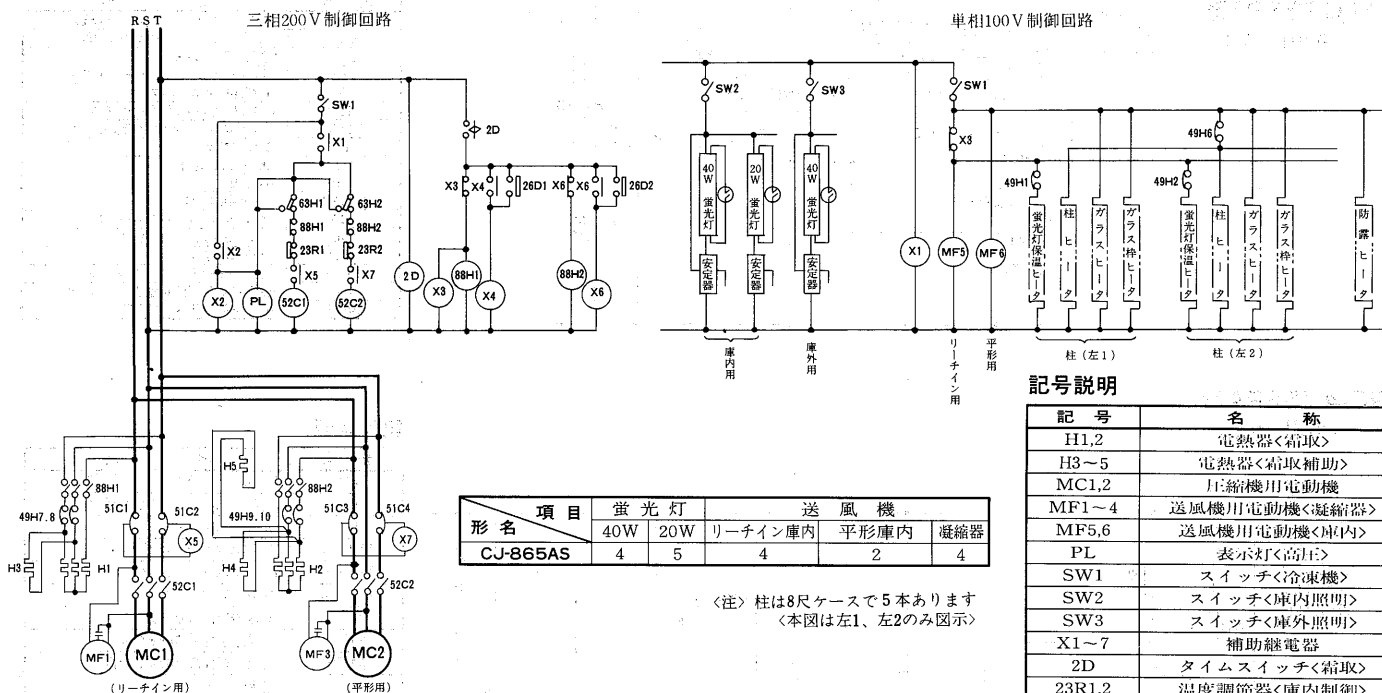 三相200V制御回路
単相100V制御回路
R S T
SW1
X1
2D
X3 X4 26D1 X6 X6 26D2
63H1 63H2
88H1 88H2
23R1 23R2
X2 X5 X7
X2 PL 52C1 52C2 2D X3 88H1 X4 88H2 X6
SW2 SW3 SW1
X3
49H6
49H1 49H2
40W 蛍光灯 安定器
20W 蛍光灯 安定器
40W 蛍光灯 安定器
X1 MF5 MF6
蛍光灯保温ヒータ
柱ヒータ
ガラスヒータ
ガラス枠ヒータ
蛍光灯保温ヒータ
柱ヒータ
ガラスヒータ
ガラス枠ヒータ
防露ヒータ
庫内用
庫外用
リーチイン用
平形用
柱(左1)
柱(左2)
H5
88H1 88H2
49H7.8 51C1 51C2 49H9.10 51C3 51C4
X5 X7
H3 H1 H4 H2
52C1 52C2
MF1 MC1 MF3 MC2
(リーチイン用)
(平形用)
項目 蛍光灯 送風機
形名 40W 20W リーチイン庫内 平形庫内 凝縮器
CJ-865AS 4 5 4 2 4
<注> 柱は8尺ケースで5本あります
<本図は左1、左2のみ図示>
記号説明
記号 名称
H1,2 電熱器<霜取>
H3~5 電熱器<霜取補助>
MC1,2 圧縮機用電動機
MF1~4 送風機用電動機<凝縮器>
MF5,6 送風機用電動機<庫内>
PL 表示灯<高圧>
SW1 スイッチ<冷凍機>
SW2 スイッチ<庫内照明>
SW3 スイッチ<庫外照明>
X1~7 補助継電器
2D タイムスイッチ<霜取>
23R1,2 温度調節器<庫内制御>